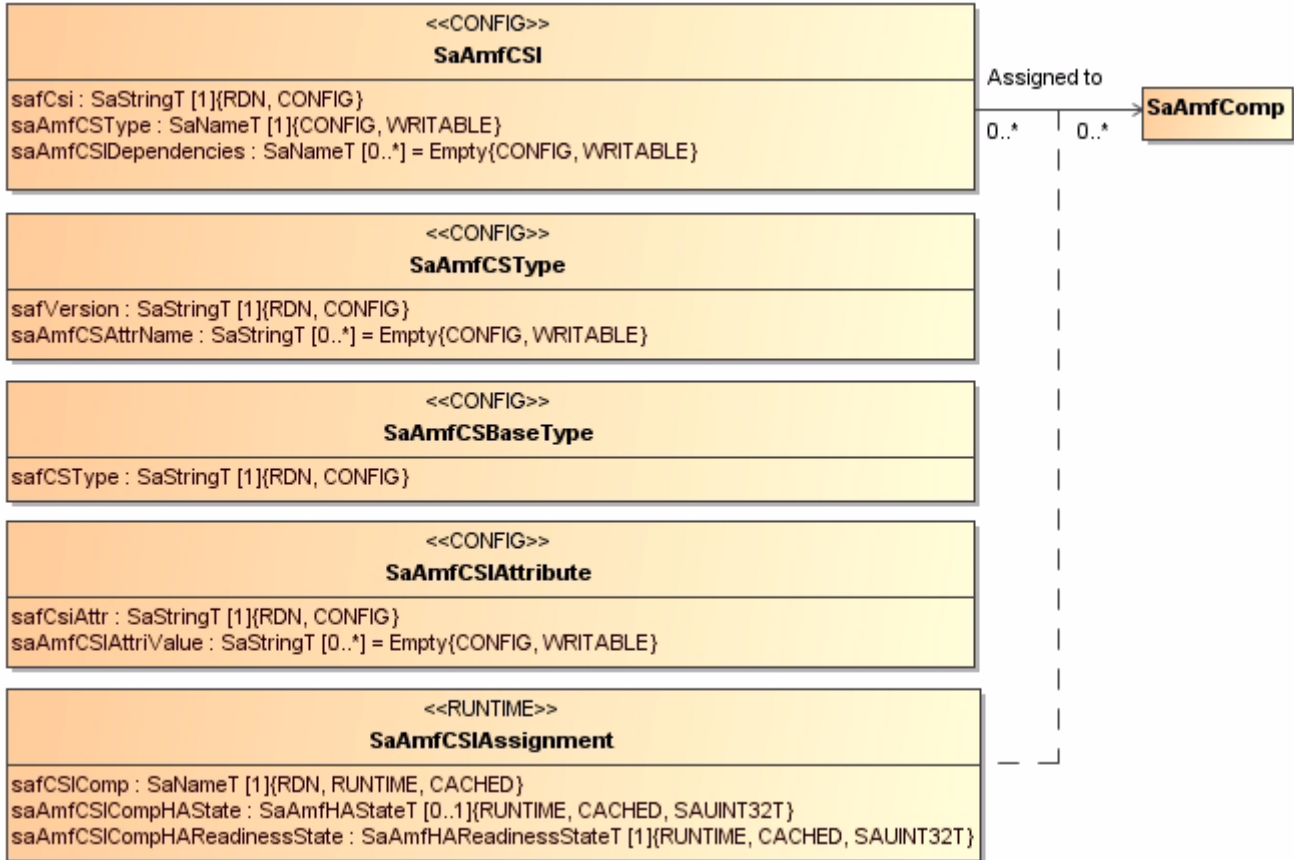 <<CONFIG>>
SaAmfCSI
safCsi : SaStringT [1]{RDN, CONFIG}
saAmfCSType : SaNameT [1]{CONFIG, WRITABLE}
saAmfCSIDependencies : SaNameT [0..*] = Empty{CONFIG, WRITABLE}
Assigned to
0..*
0..*
SaAmfComp
<<CONFIG>>
SaAmfCSType
safVersion : SaStringT [1]{RDN, CONFIG}
saAmfCSAttrName : SaStringT [0..*] = Empty{CONFIG, WRITABLE}
<<CONFIG>>
SaAmfCSBaseType
safCSType : SaStringT [1]{RDN, CONFIG}
<<CONFIG>>
SaAmfCSIAttribute
safCsiAttr : SaStringT [1]{RDN, CONFIG}
saAmfCSIAttriValue : SaStringT [0..*] = Empty{CONFIG, WRITABLE}
<<RUNTIME>>
SaAmfCSIAssignment
safCSIComp : SaNameT [1]{RDN, RUNTIME, CACHED}
saAmfCSICompHAState : SaAmfHAStateT [0..1]{RUNTIME, CACHED, SAUINT32T}
saAmfCSICompHAReadinessState : SaAmfHAReadinessStateT [1]{RUNTIME, CACHED, SAUINT32T}